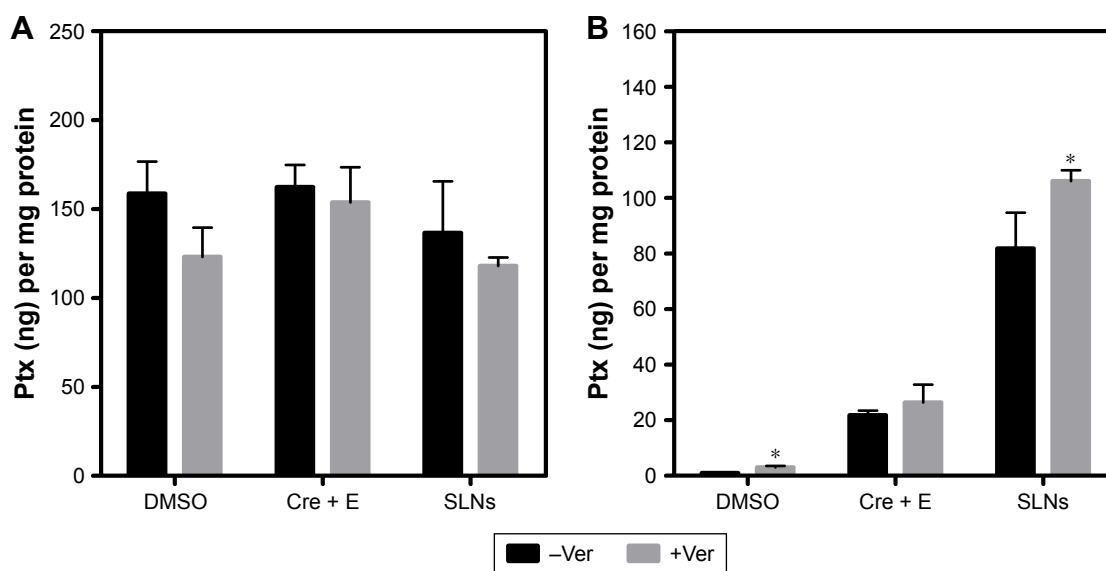 A
Ptx (ng) per mg protein
250
200
150
100
50
0
DMSO Cre + E SLNs
B
Ptx (ng) per mg protein
160
140
120
100
80
60
40
20
0
*
*
DMSO Cre + E SLNs
–Ver +Ver